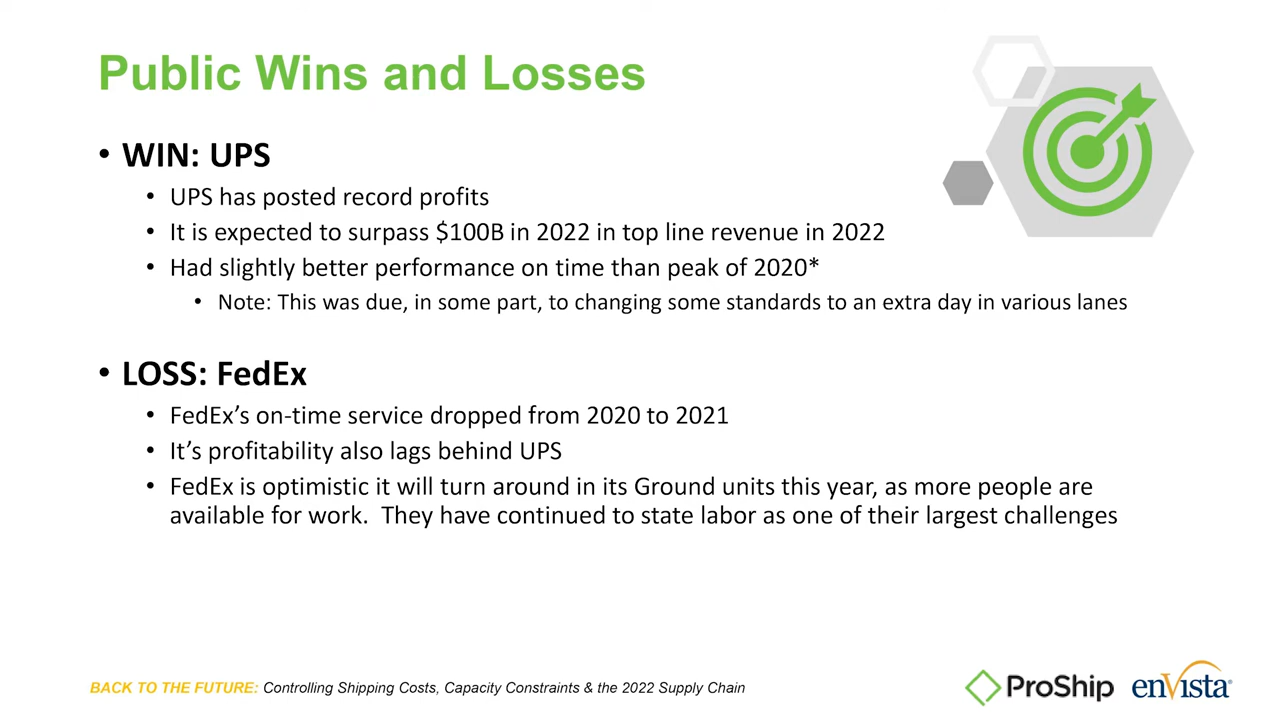 Public Wins and Losses
• WIN: UPS
• UPS has posted record profits
• It is expected to surpass $100B in 2022 in top line revenue in 2022
• Had slightly better performance on time than peak of 2020*
• Note: This was due, in some part, to changing some standards to an extra day in various lanes
• LOSS: FedEx
• FedEx’s on-time service dropped from 2020 to 2021
• It’s profitability also lags behind UPS
• FedEx is optimistic it will turn around in its Ground units this year, as more people are
available for work.  They have continued to state labor as one of their largest challenges
BACK TO THE FUTURE: Controlling Shipping Costs, Capacity Constraints & the 2022 Supply Chain
ProShip enVista®